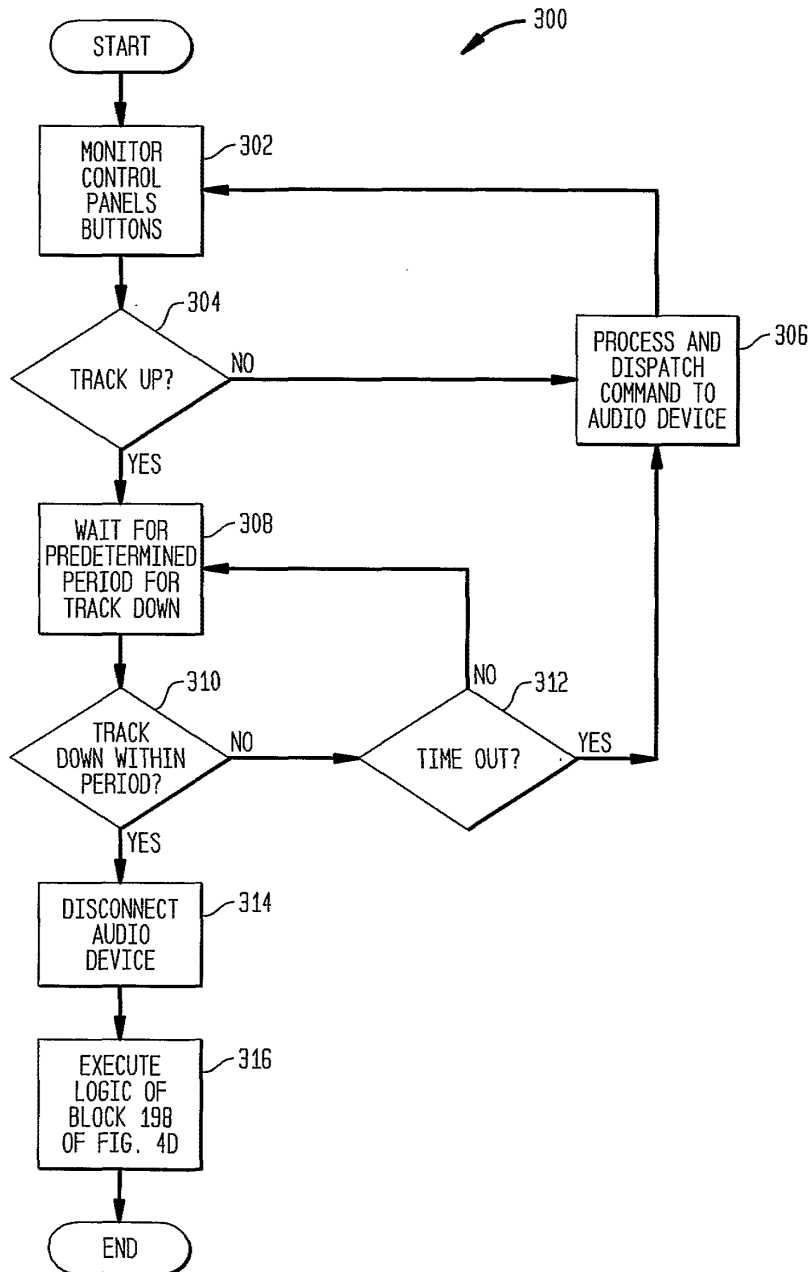 300
START
302
MONITOR
CONTROL
PANELS
BUTTONS
304
TRACK UP?
NO
YES
306
PROCESS AND
DISPATCH
COMMAND TO
AUDIO DEVICE
308
WAIT FOR
PREDETERMINED
PERIOD FOR
TRACK DOWN
310
TRACK
DOWN WITHIN
PERIOD?
NO
YES
312
TIME OUT?
NO
YES
314
DISCONNECT
AUDIO
DEVICE
316
EXECUTE
LOGIC OF
BLOCK 198
OF FIG. 4D
END